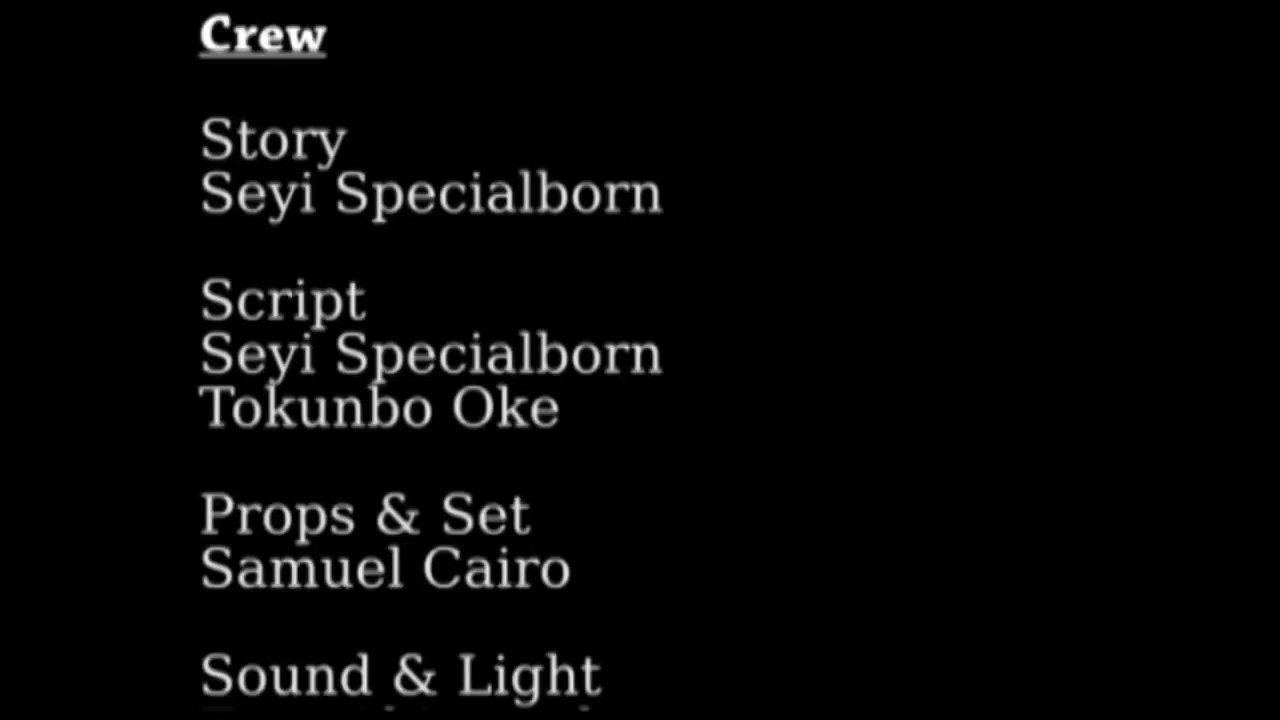 Crew
Story
Seyi Specialborn
Script
Seyi Specialborn
Tokunbo Oke
Props & Set
Samuel Cairo
Sound & Light